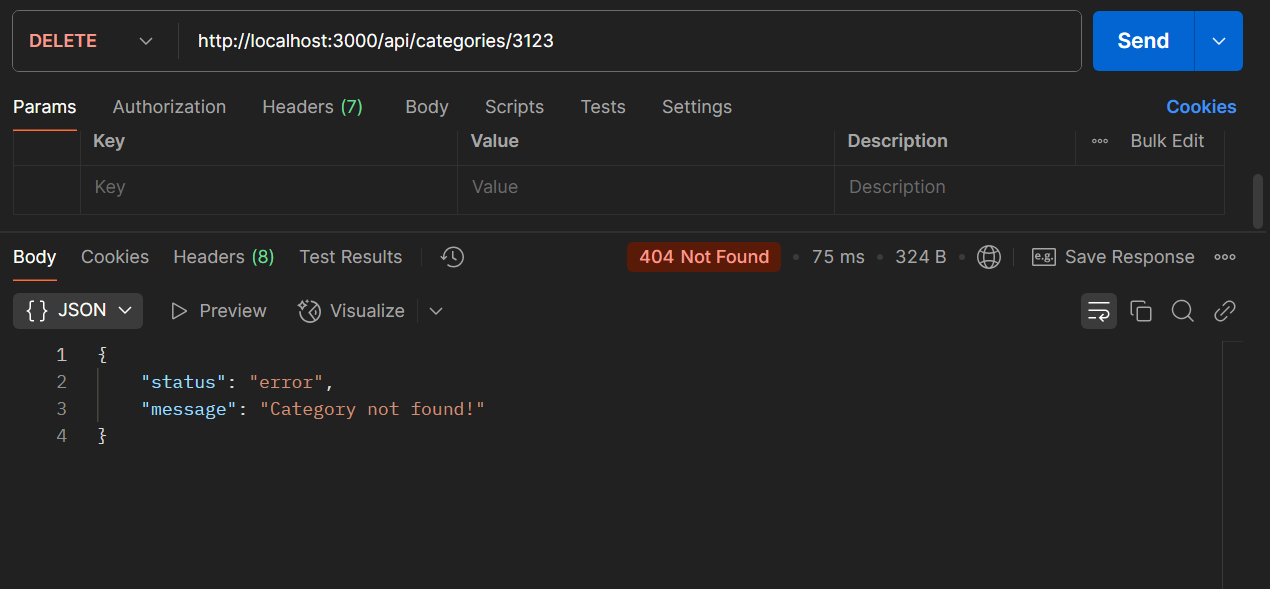 DELETE http://localhost:3000/api/categories/3123 Send
Params Authorization Headers (7) Body Scripts Tests Settings Cookies
Key Value Description Bulk Edit
Key Value Description
Body Cookies Headers (8) Test Results 404 Not Found • 75 ms • 324 B • e.g. Save Response
{} JSON Preview Visualize
1 {
2 "status": "error",
3 "message": "Category not found!"
4 }